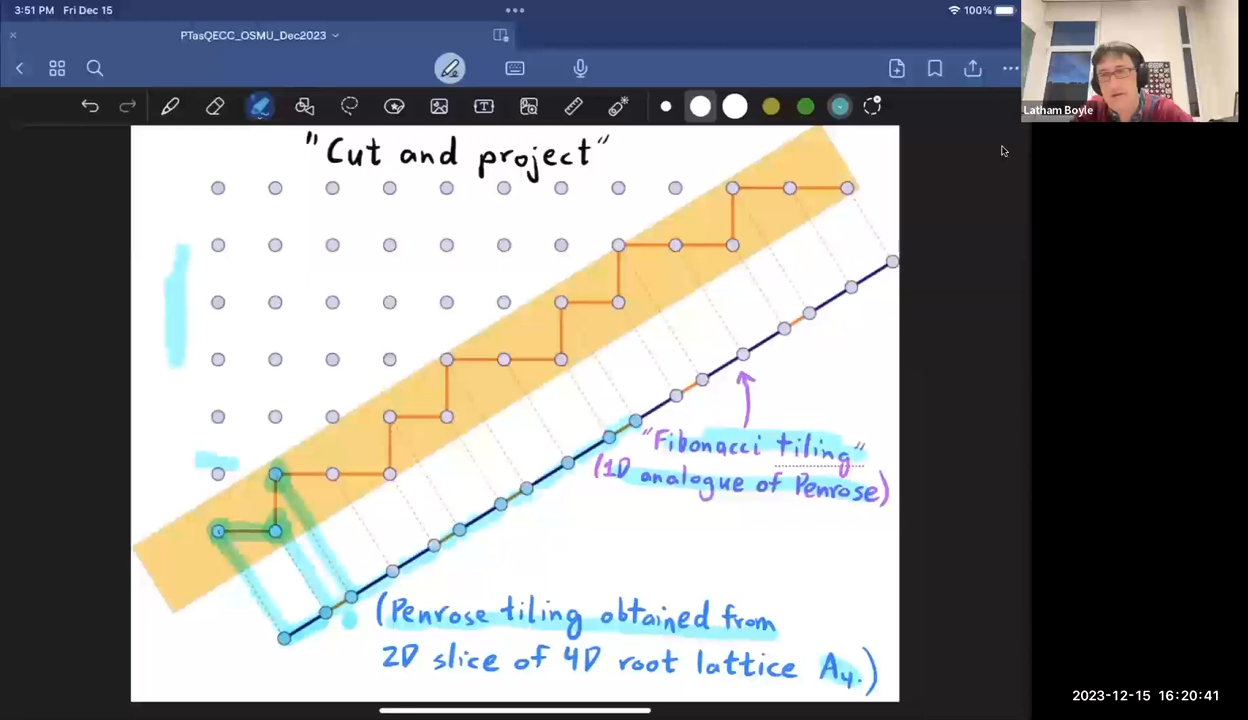 3:51 PM Fri Dec 15
100%
PTasQECC_OSMU_Dec2023
Latham Boyle
"Cut and project"
"Fibonacci tiling"
(1D analogue of Penrose)
(Penrose tiling obtained from
2D slice of 4D root lattice A4.)
2023-12-15 16:20:41